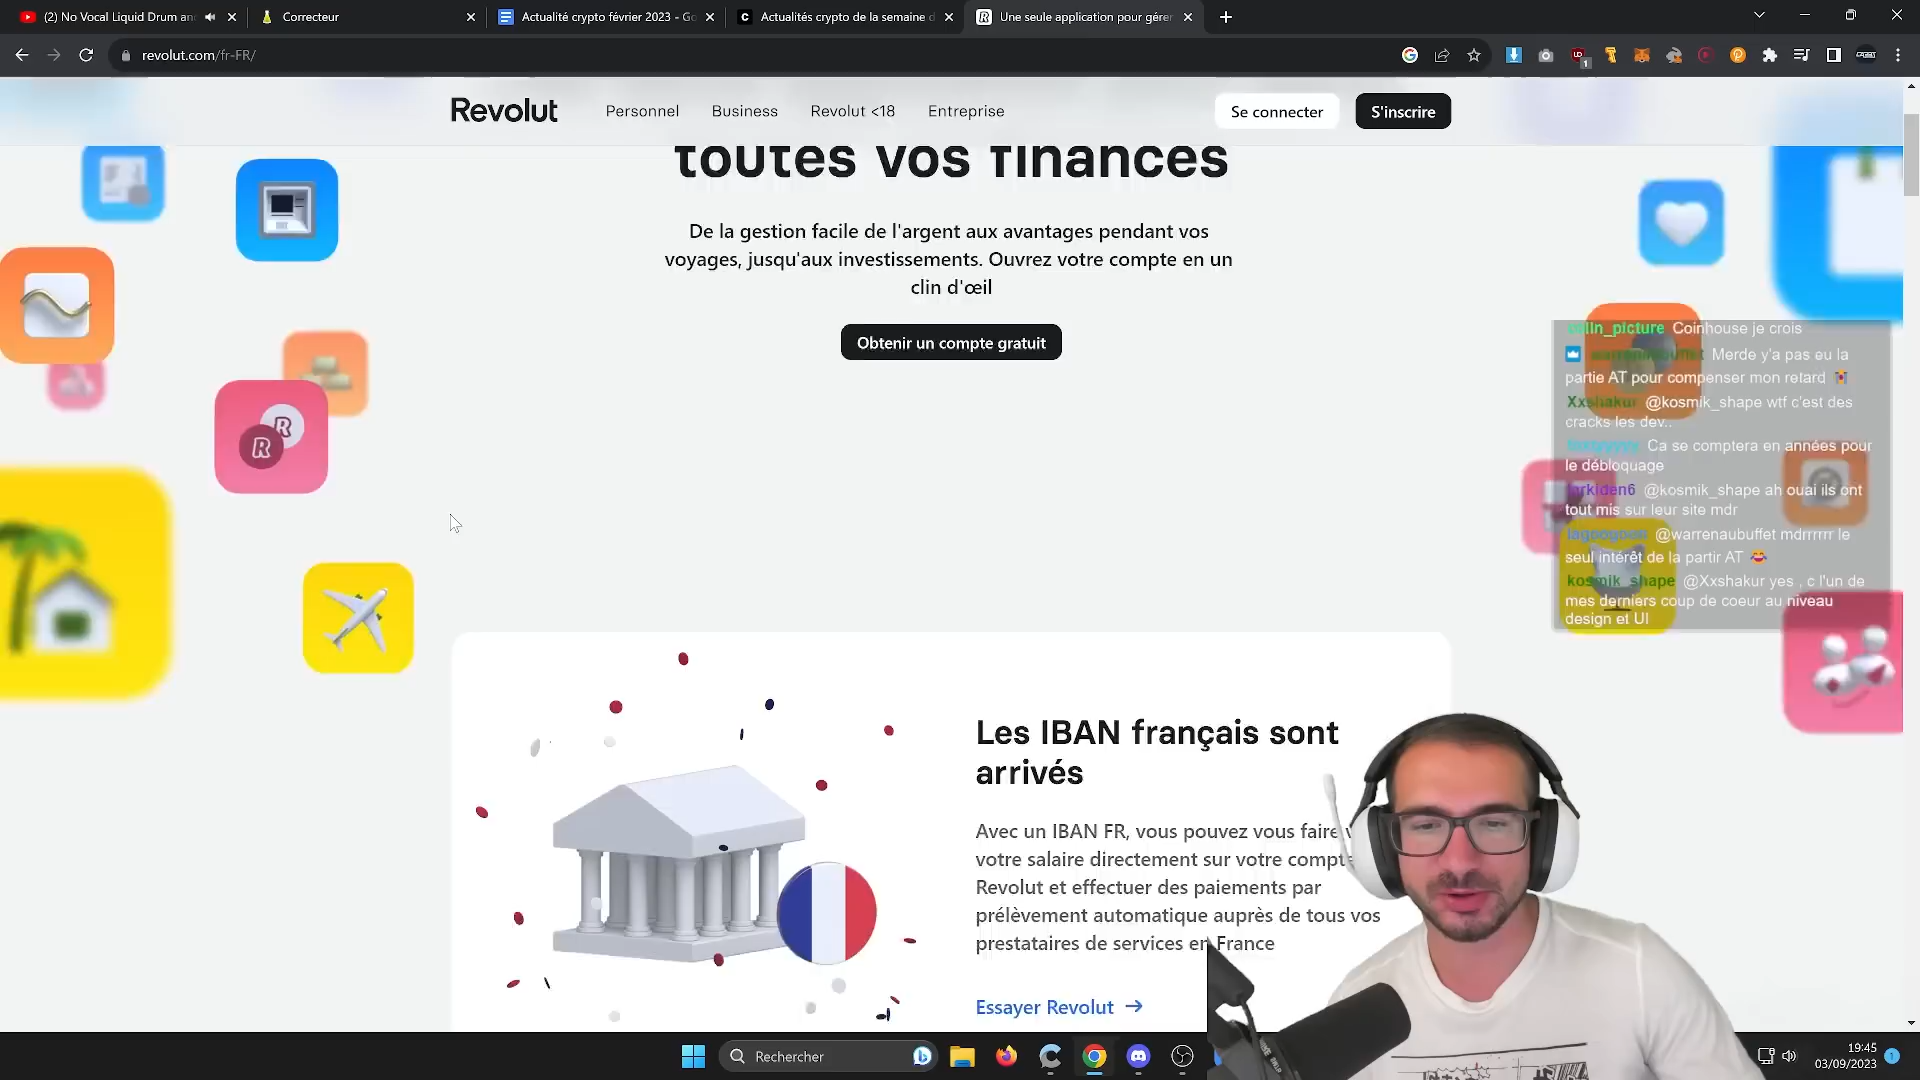 (2) No Vocal Liquid Drum an
Correcteur
Actualité crypto février 2023 - Go
Actualités crypto de la semaine d
Une seule application pour gérer
revolut.com/fr-FR/
Revolut
Personnel
Business
Revolut <18
Entreprise
Se connecter
S'inscrire
toutes vos finances
De la gestion facile de l'argent aux avantages pendant vos
voyages, jusqu'aux investissements. Ouvrez votre compte en un
clin d'œil
Obtenir un compte gratuit
colin_picture Coinhouse je crois
warrenaubuffet Merde y'a pas eu la
partie AT pour compenser mon retard
Xxshakur @kosmik_shape wtf c'est des
cracks les dev..
Ca se comptera en années pour
le débloquage
@kosmik_shape ah ouai ils ont
tout mis sur leur site mdr
@warrenaubuffet mdrrrrr le
seul intérêt de la partir AT
kosmik_shape @Xxshakur yes , c l'un de
mes derniers coup de coeur au niveau
design et UI
Les IBAN français sont
arrivés
Avec un IBAN FR, vous pouvez vous faire
votre salaire directement sur votre compte
Revolut et effectuer des paiements par
prélèvement automatique auprès de tous vos
prestataires de services en France
Essayer Revolut →
Rechercher
19:45
03/09/2023